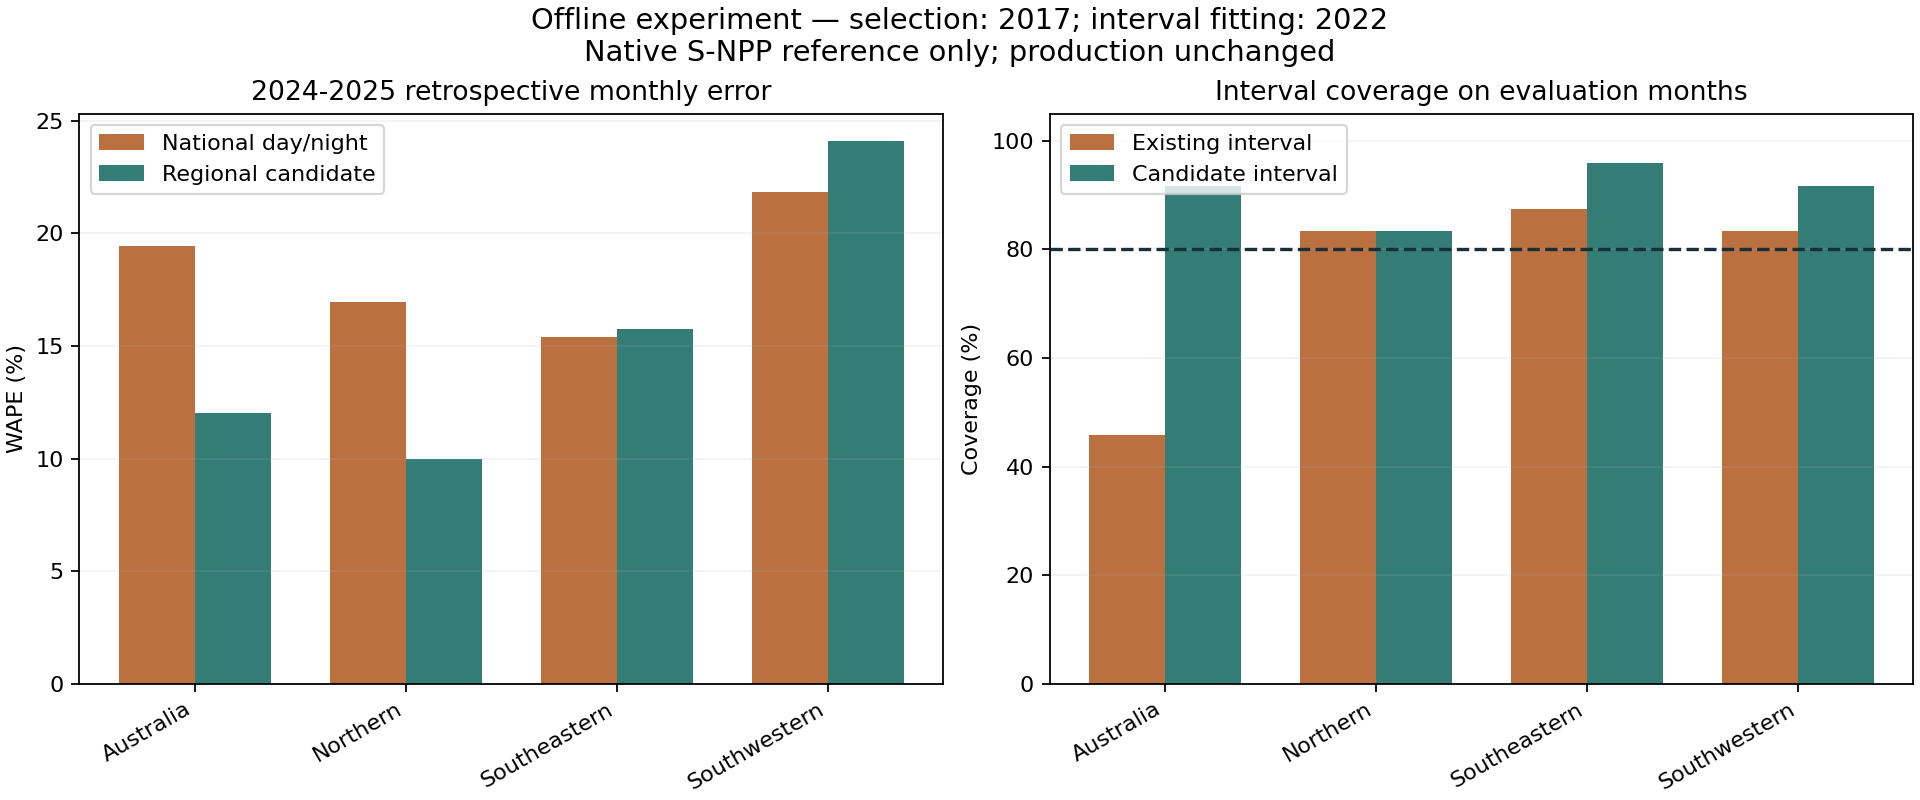 Offline experiment — selection: 2017; interval fitting: 2022
Native S-NPP reference only; production unchanged
2024-2025 retrospective monthly error
National day/night
Regional candidate
WAPE (%)
25
20
15
10
5
0
Australia
Northern
Southeastern
Southwestern
Interval coverage on evaluation months
Existing interval
Candidate interval
Coverage (%)
100
80
60
40
20
0
Australia
Northern
Southeastern
Southwestern